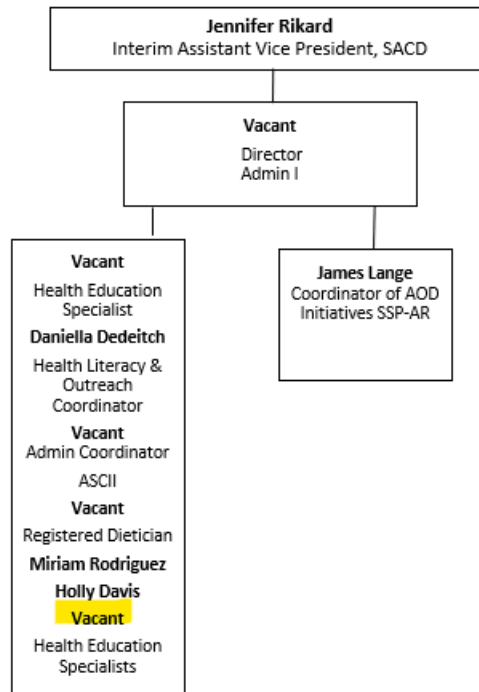 Jennifer Rikard
Interim Assistant Vice President, SACD
Vacant
Director
Admin I
Vacant
Health Education
Specialist
Daniella Dedeitch
Health Literacy &
Outreach
Coordinator
Vacant
Admin Coordinator
ASCII
Vacant
Registered Dietician
Miriam Rodriguez
Holly Davis
Vacant
Health Education
Specialists
James Lange
Coordinator of AOD
Initiatives SSP-AR